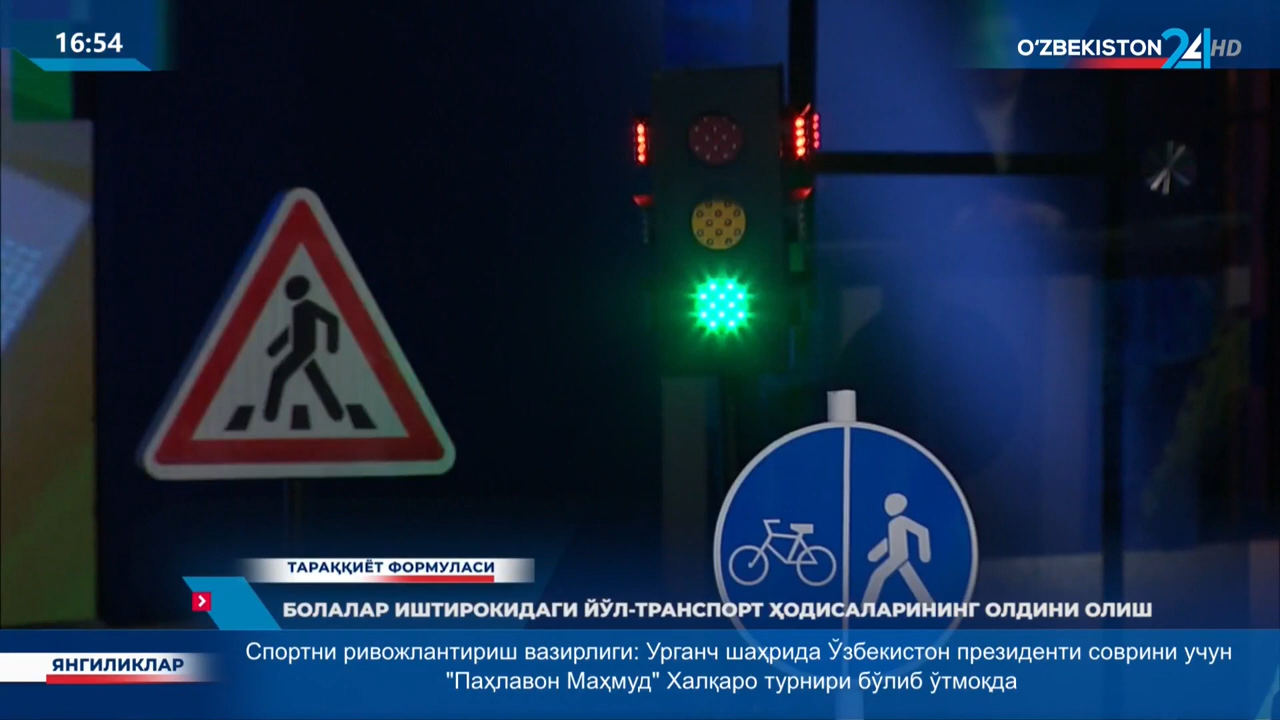 16:54
O‘ZBEKISTON 24 HD
ТАРАҚҚИЁТ ФОРМУЛАСИ
БОЛАЛАР ИШТИРОКИДАГИ ЙЎЛ-ТРАНСПОРТ ҲОДИСАЛАРИНИНГ ОЛДИНИ ОЛИШ
ЯНГИЛИКЛАР
Спортни ривожлантириш вазирлиги: Урганч шаҳрида Ўзбекистон президенти соврини учун
"Паҳлавон Маҳмуд" Халқаро турнири бўлиб ўтмоқда